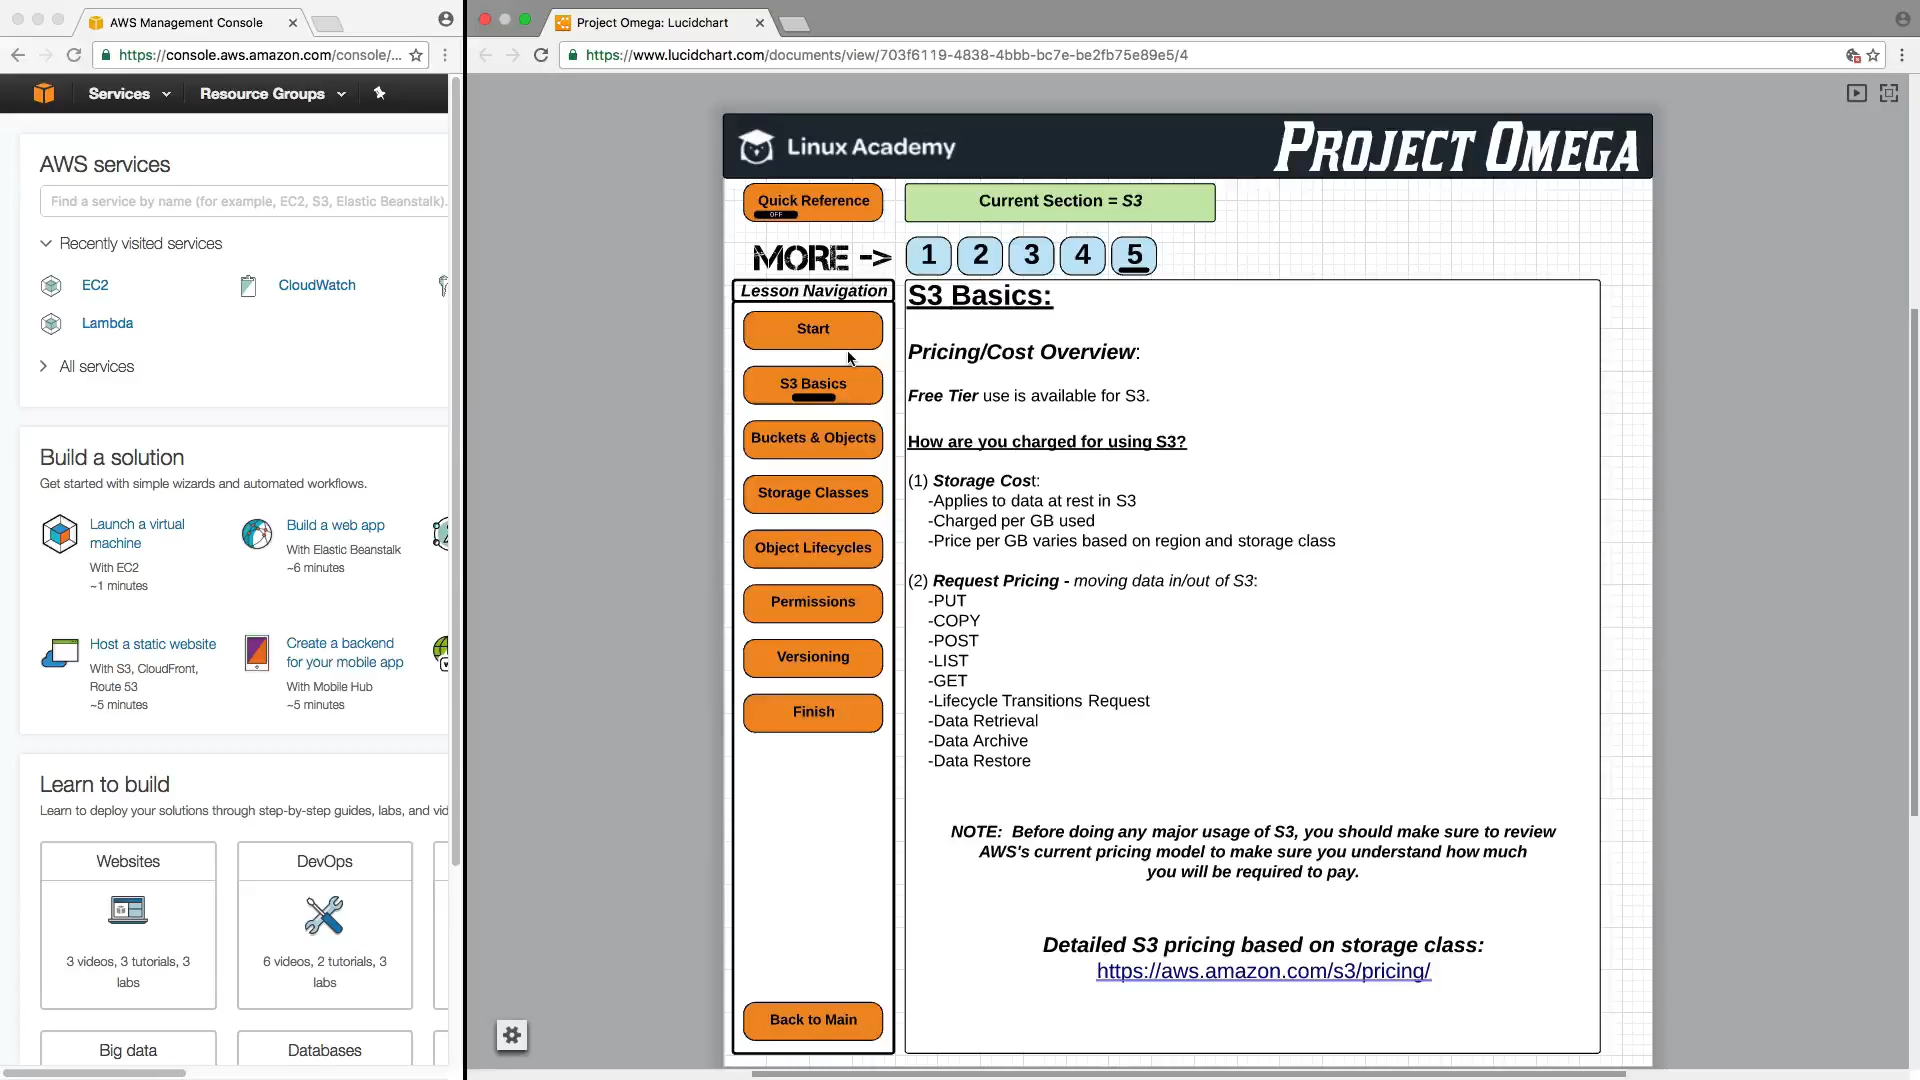 AWS Management Console
https://console.aws.amazon.com/console/...
Services
Resource Groups
AWS services
Find a service by name (for example, EC2, S3, Elastic Beanstalk).
Recently visited services
EC2
CloudWatch
Lambda
All services
Build a solution
Get started with simple wizards and automated workflows.
Launch a virtual
machine
With EC2
~1 minutes
Build a web app
With Elastic Beanstalk
~6 minutes
Host a static website
With S3, CloudFront,
Route 53
~5 minutes
Create a backend
for your mobile app
With Mobile Hub
~5 minutes
Learn to build
Learn to deploy your solutions through step-by-step guides, labs, and vid
Websites
3 videos, 3 tutorials, 3
labs
DevOps
6 videos, 2 tutorials, 3
labs
Big data
Databases
Project Omega: Lucidchart
https://www.lucidchart.com/documents/view/703f6119-4838-4bbb-bc7e-be2fb75e89e5/4
Linux Academy
PROJECT OMEGA
Quick Reference
OFF
Current Section = S3
MORE ->
1
2
3
4
5
Lesson Navigation
Start
S3 Basics
Buckets & Objects
Storage Classes
Object Lifecycles
Permissions
Versioning
Finish
Back to Main
S3 Basics:
Pricing/Cost Overview:
Free Tier use is available for S3.
How are you charged for using S3?
(1) Storage Cost:
-Applies to data at rest in S3
-Charged per GB used
-Price per GB varies based on region and storage class
(2) Request Pricing - moving data in/out of S3:
-PUT
-COPY
-POST
-LIST
-GET
-Lifecycle Transitions Request
-Data Retrieval
-Data Archive
-Data Restore
NOTE: Before doing any major usage of S3, you should make sure to review
AWS's current pricing model to make sure you understand how much
you will be required to pay.
Detailed S3 pricing based on storage class:
https://aws.amazon.com/s3/pricing/